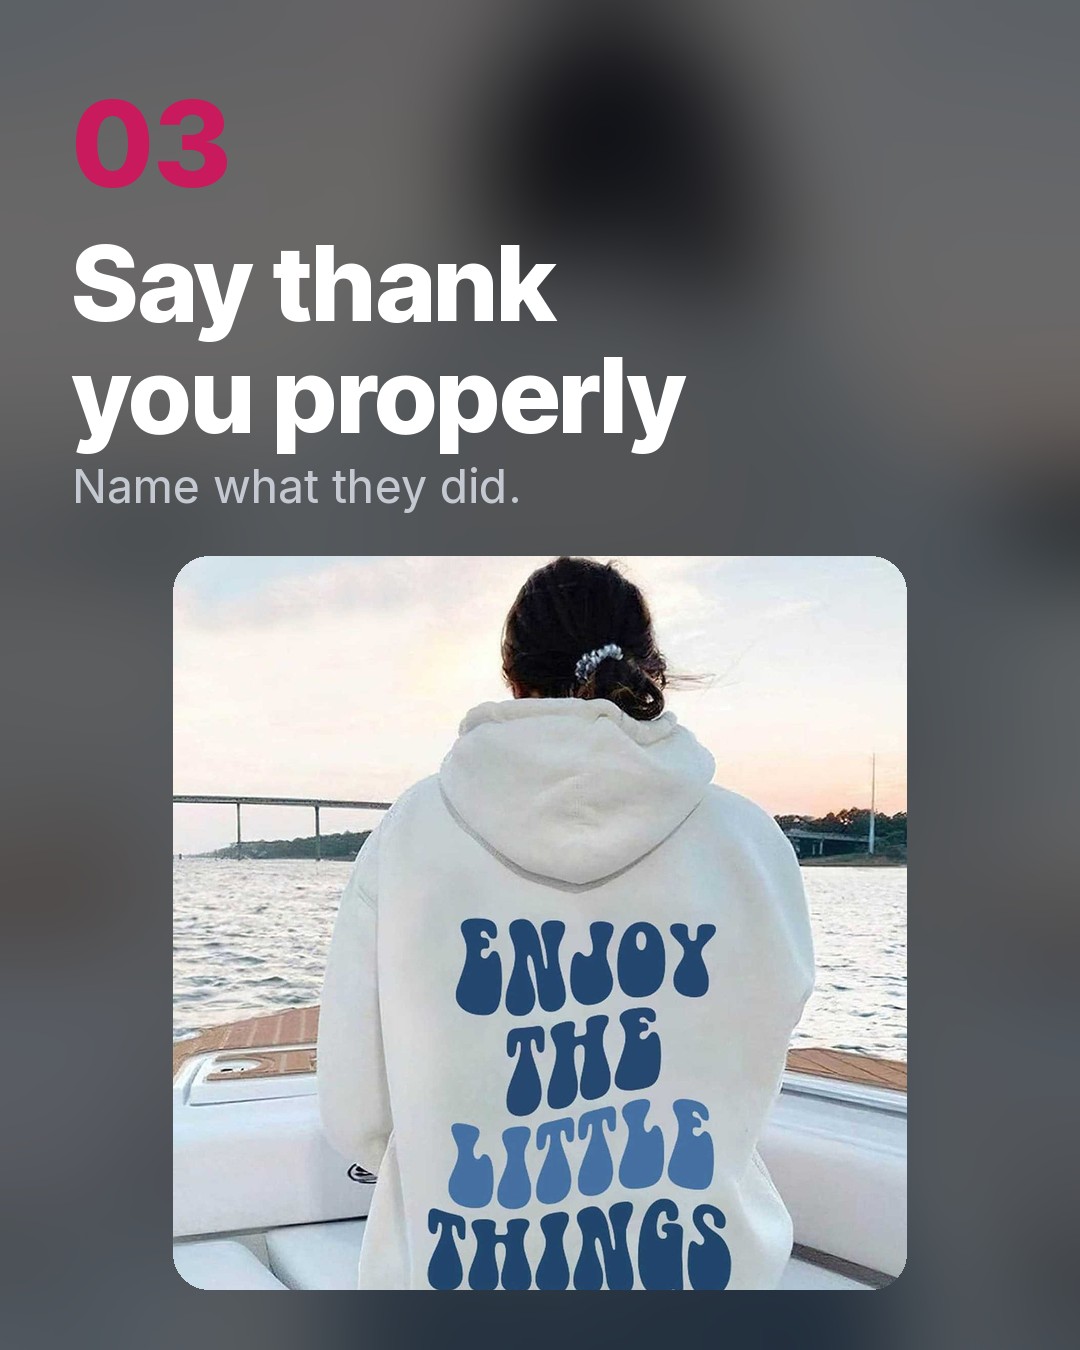 03
Say thank
you properly
Name what they did.
ENJOY
THE
LITTLE
THINGS